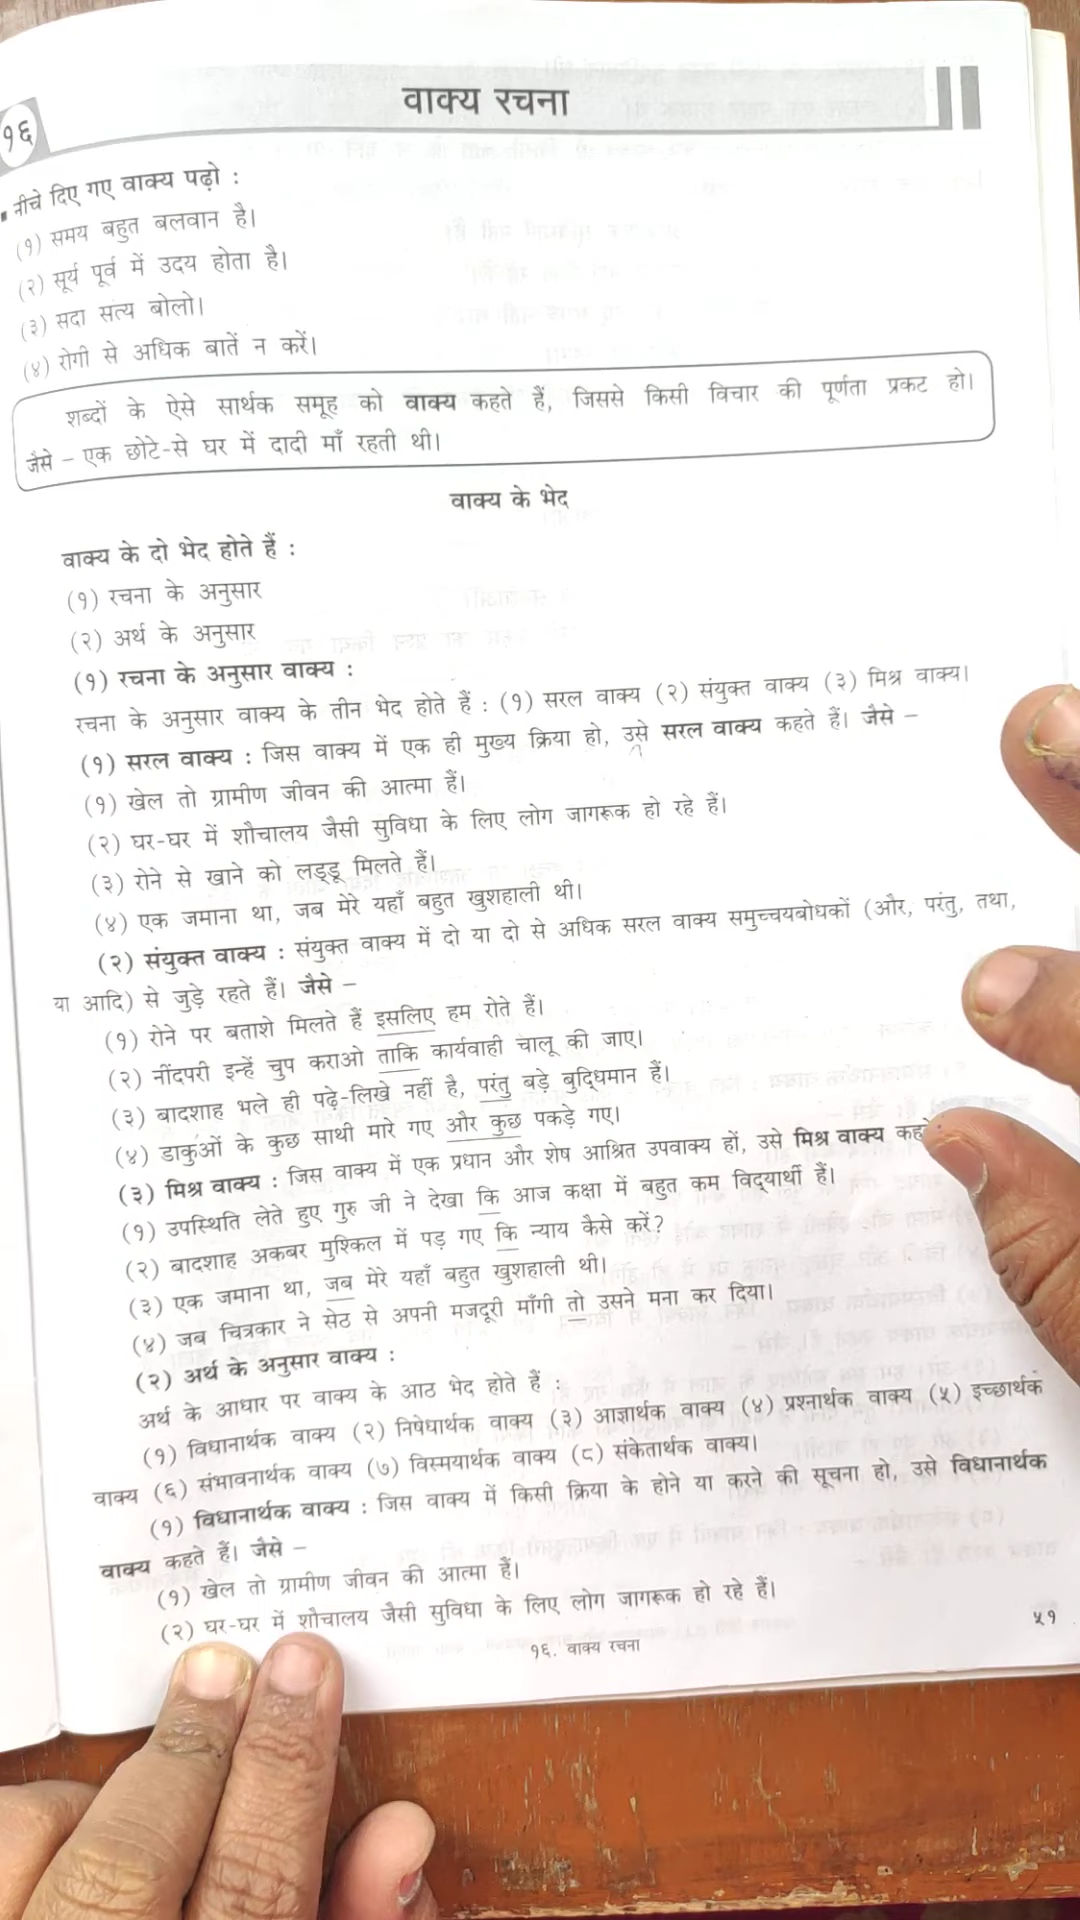 १६
वाक्य रचना
▪ नीचे दिए गए वाक्य पढ़ो :
(१) समय बहुत बलवान है।
(२) सूर्य पूर्व में उदय होता है।
(३) सदा सत्य बोलो।
(४) रोगी से अधिक बातें न करें।
शब्दों के ऐसे सार्थक समूह को वाक्य कहते हैं, जिससे किसी विचार की पूर्णता प्रकट हो।
जैसे – एक छोटे-से घर में दादी माँ रहती थी।
वाक्य के भेद
वाक्य के दो भेद होते हैं :
(१) रचना के अनुसार
(२) अर्थ के अनुसार
(१) रचना के अनुसार वाक्य :
रचना के अनुसार वाक्य के तीन भेद होते हैं : (१) सरल वाक्य (२) संयुक्त वाक्य (३) मिश्र वाक्य।
(१) सरल वाक्य : जिस वाक्य में एक ही मुख्य क्रिया हो, उसे सरल वाक्य कहते हैं। जैसे –
(१) खेल तो ग्रामीण जीवन की आत्मा हैं।
(२) घर-घर में शौचालय जैसी सुविधा के लिए लोग जागरूक हो रहे हैं।
(३) रोने से खाने को लड्डू मिलते हैं।
(४) एक जमाना था, जब मेरे यहाँ बहुत खुशहाली थी।
(२) संयुक्त वाक्य : संयुक्त वाक्य में दो या दो से अधिक सरल वाक्य समुच्चयबोधकों (और, परंतु, तथा,
या आदि) से जुड़े रहते हैं। जैसे –
(१) रोने पर बताशे मिलते हैं इसलिए हम रोते हैं।
(२) नींदपरी इन्हें चुप कराओ ताकि कार्यवाही चालू की जाए।
(३) बादशाह भले ही पढ़े-लिखे नहीं है, परंतु बड़े बुद्धिमान हैं।
(४) डाकुओं के कुछ साथी मारे गए और कुछ पकड़े गए।
(३) मिश्र वाक्य : जिस वाक्य में एक प्रधान और शेष आश्रित उपवाक्य हों, उसे मिश्र वाक्य
(१) उपस्थिति लेते हुए गुरु जी ने देखा कि आज कक्षा में बहुत कम विद्यार्थी हैं।
(२) बादशाह अकबर मुश्किल में पड़ गए कि न्याय कैसे करें?
(३) एक जमाना था, जब मेरे यहाँ बहुत खुशहाली थी।
(४) जब चित्रकार ने सेठ से अपनी मजदूरी माँगी तो उसने मना कर दिया।
(२) अर्थ के अनुसार वाक्य :
अर्थ के आधार पर वाक्य के आठ भेद होते हैं :
(१) विधानार्थक वाक्य (२) निषेधार्थक वाक्य (३) आज्ञार्थक वाक्य (४) प्रश्नार्थक वाक्य (५) इच्छार्थक
वाक्य (६) संभावनार्थक वाक्य (७) विस्मयार्थक वाक्य (८) संकेतार्थक वाक्य।
(१) विधानार्थक वाक्य : जिस वाक्य में किसी क्रिया के होने या करने की सूचना हो, उसे विधानार्थक
वाक्य कहते हैं। जैसे –
(१) खेल तो ग्रामीण जीवन की आत्मा हैं।
(२) घर-घर में शौचालय जैसी सुविधा के लिए लोग जागरूक हो रहे हैं।
१६. वाक्य रचना
५१